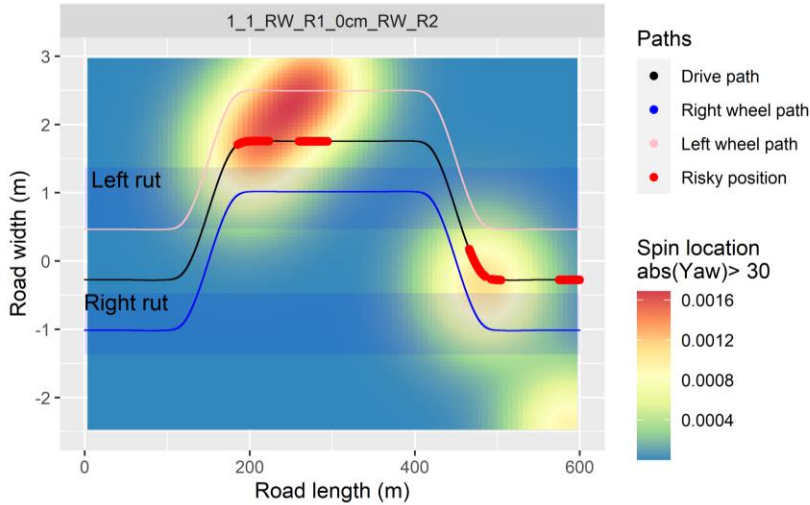 1_1_RW_R1_0cm_RW_R2
3
2
1
0
-1
-2
Road width (m)
Left rut
Right rut
0
200
400
600
Road length (m)
Paths
Drive path
Right wheel path
Left wheel path
Risky position
Spin location
abs(Yaw)> 30
0.0016
0.0012
0.0008
0.0004